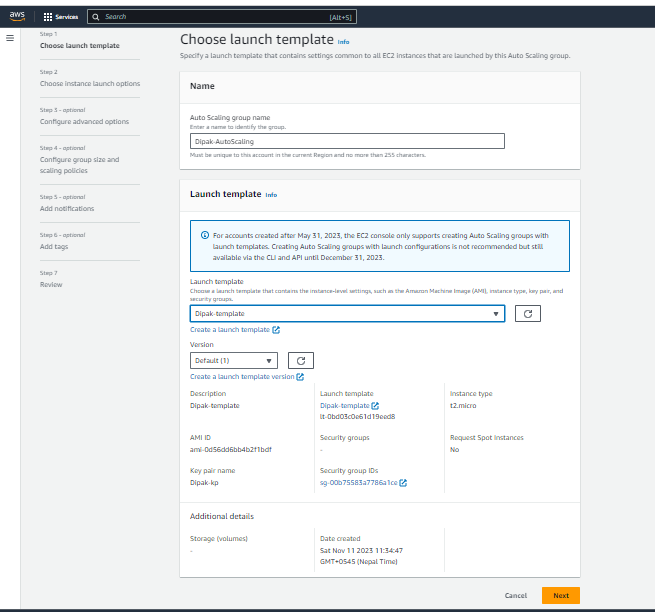 aws
Services
Search
[Alt+S]
Step 1
Choose launch template
Step 2
Choose instance launch options
Step 3 - optional
Configure advanced options
Step 4 - optional
Configure group size and
scaling policies
Step 5 - optional
Add notifications
Step 6 - optional
Add tags
Step 7
Review
Choose launch template Info
Specify a launch template that contains settings common to all EC2 instances that are launched by this Auto Scaling group.
Name
Auto Scaling group name
Enter a name to identify the group.
Dipak-AutoScaling
Must be unique to this account in the current Region and no more than 255 characters.
Launch template Info
For accounts created after May 31, 2023, the EC2 console only supports creating Auto Scaling groups with
launch templates. Creating Auto Scaling groups with launch configurations is not recommended but still
available via the CLI and API until December 31, 2023.
Launch template
Choose a launch template that contains the instance-level settings, such as the Amazon Machine Image (AMI), instance type, key pair, and
security groups.
Dipak-template
Create a launch template
Version
Default (1)
Create a launch template version
Description
Dipak-template
Launch template
Dipak-template
lt-0bd03c0e61d19eed8
Instance type
t2.micro
AMI ID
ami-0d56dd6bb4b2f1bdf
Security groups
-
Request Spot Instances
No
Key pair name
Dipak-kp
Security group IDs
sg-00b75583a7786a1ce
Additional details
Storage (volumes)
-
Date created
Sat Nov 11 2023 11:34:47
GMT+0545 (Nepal Time)
Cancel
Next